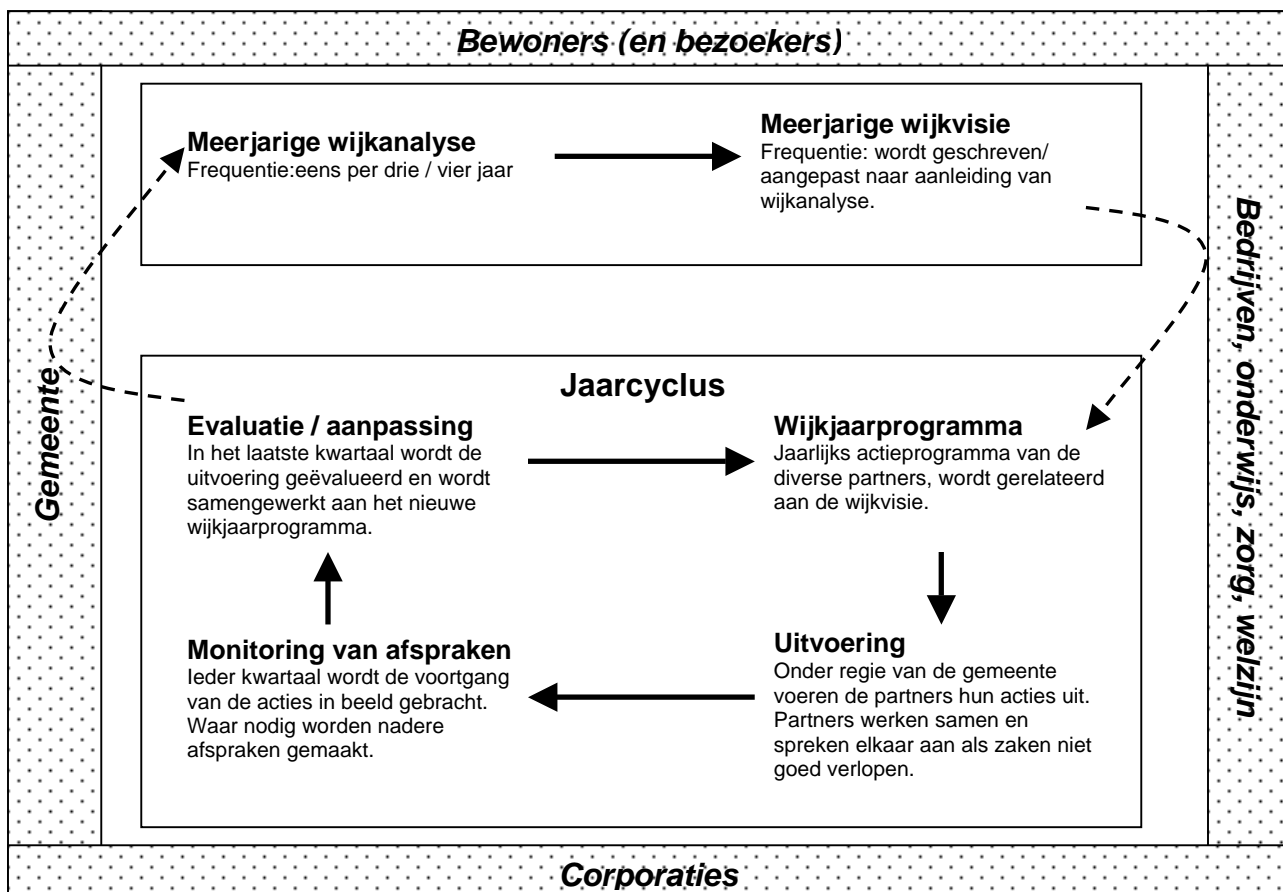 Bewoners (en bezoekers)
Gemeente
Meerjarige wijkanalyse
Frequentie:eens per drie / vier jaar
Meerjarige wijkvisie
Frequentie: wordt geschreven/
aangepast naar aanleiding van
wijkanalyse.
Bedrijven, onderwijs, zorg, welzijn
Jaarcyclus
Evaluatie / aanpassing
In het laatste kwartaal wordt de
uitvoering geëvalueerd en wordt
samengewerkt aan het nieuwe
wijkjaarprogramma.
Wijkjaarprogramma
Jaarlijks actieprogramma van de
diverse partners, wordt gerelateerd
aan de wijkvisie.
Monitoring van afspraken
Ieder kwartaal wordt de voortgang
van de acties in beeld gebracht.
Waar nodig worden nadere
afspraken gemaakt.
Uitvoering
Onder regie van de gemeente
voeren de partners hun acties uit.
Partners werken samen en
spreken elkaar aan als zaken niet
goed verlopen.
Corporaties